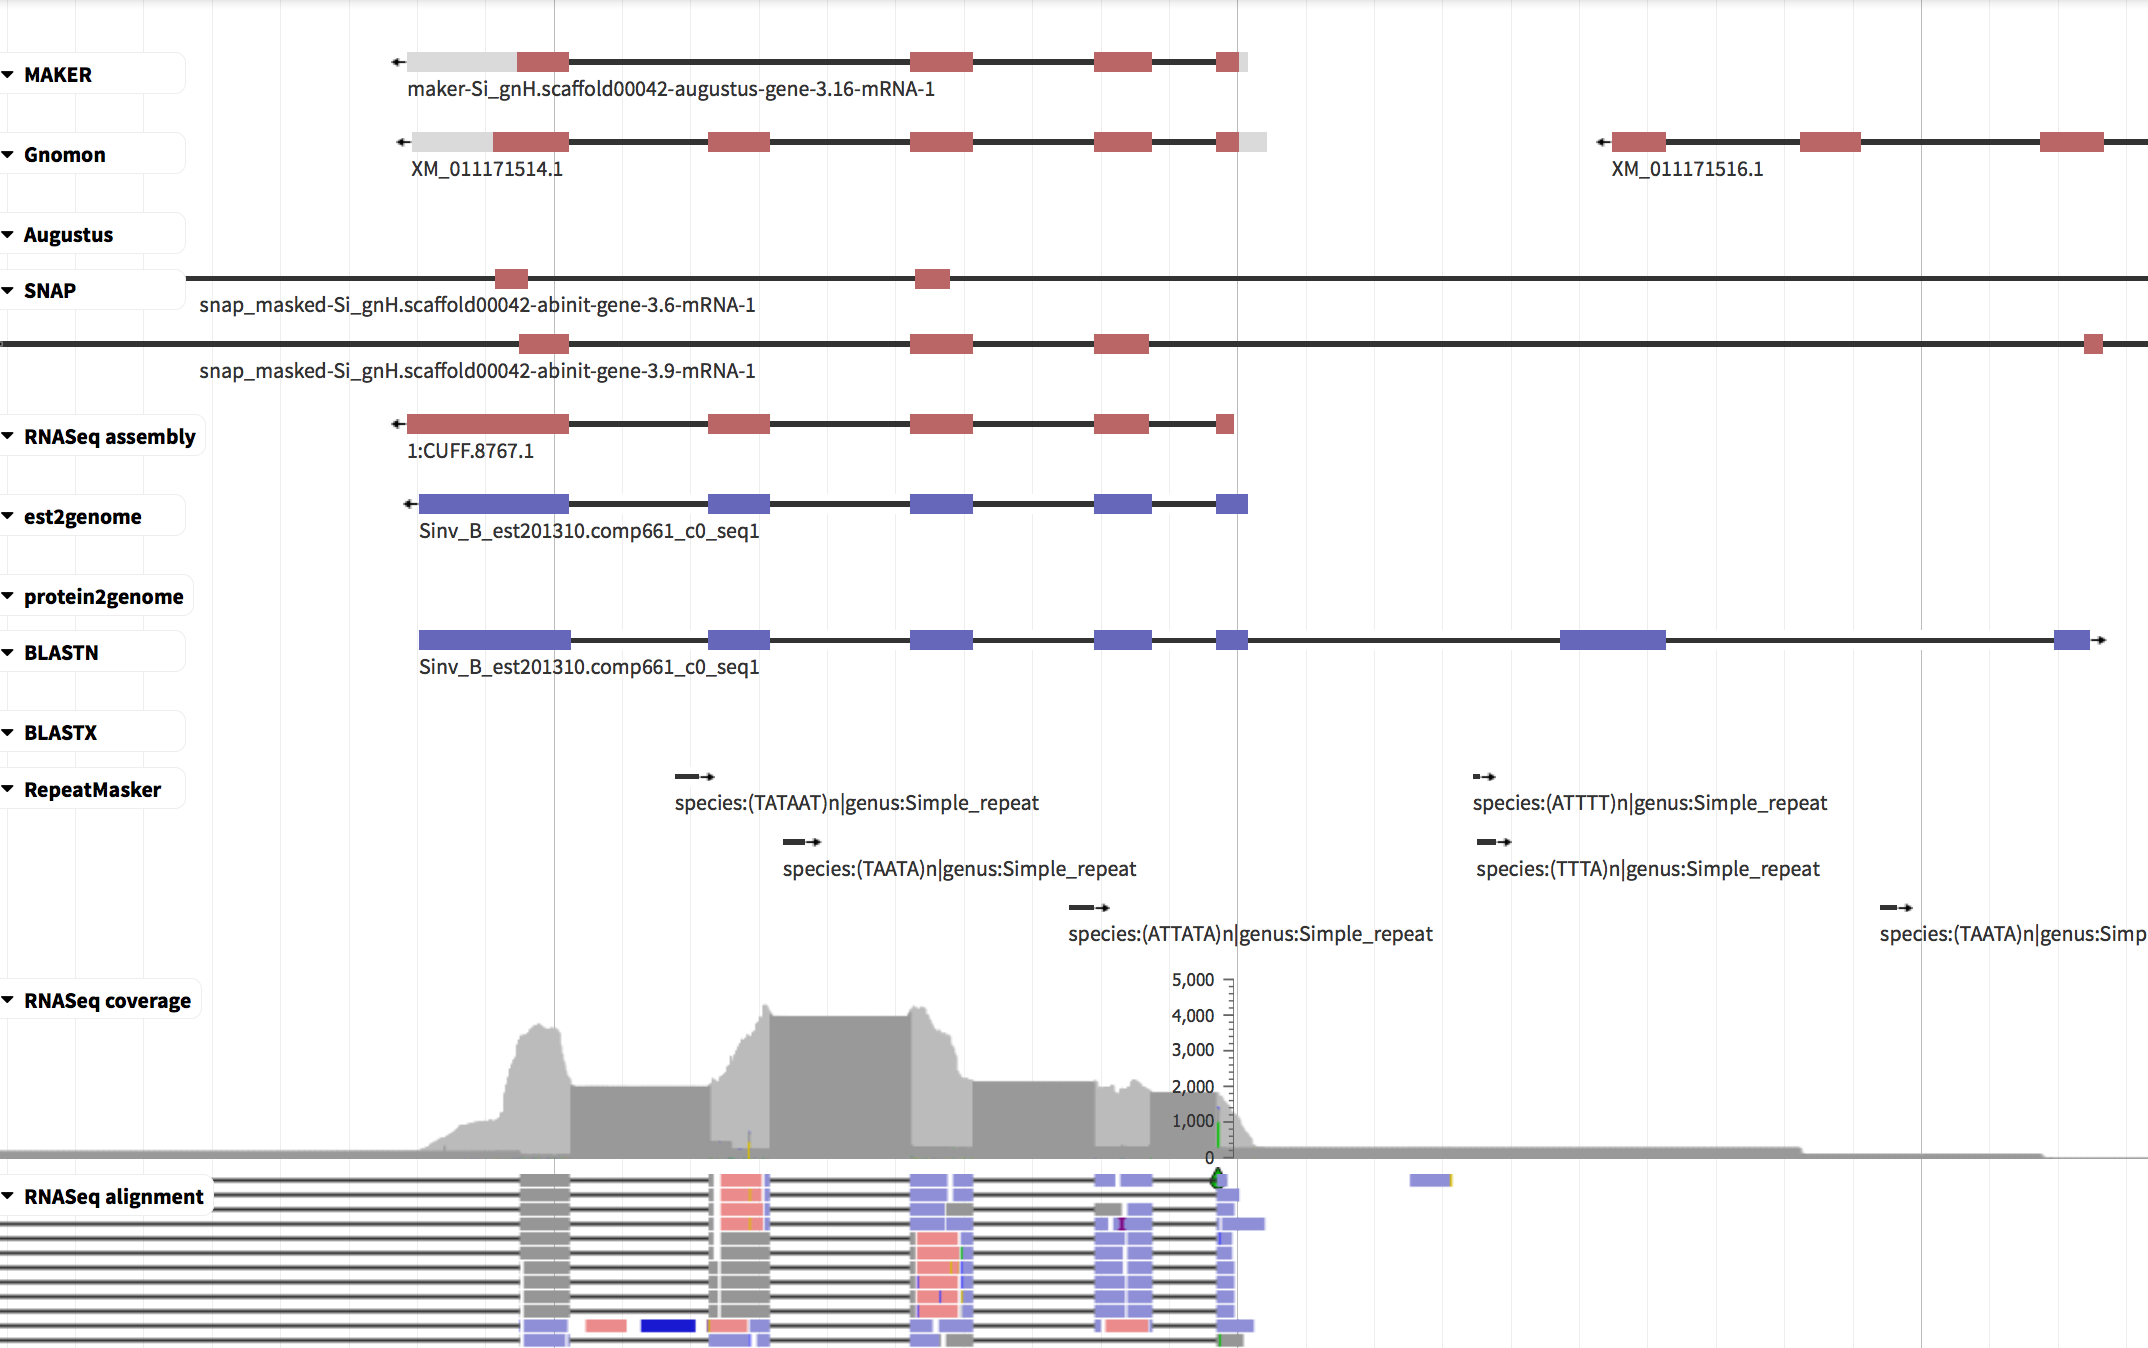 MAKER
maker-Si_gnH.scaffold00042-augustus-gene-3.16-mRNA-1
Gnomon
XM_011171514.1
XM_011171516.1
Augustus
SNAP
snap_masked-Si_gnH.scaffold00042-abinit-gene-3.6-mRNA-1
snap_masked-Si_gnH.scaffold00042-abinit-gene-3.9-mRNA-1
RNASeq assembly
1:CUFF.8767.1
est2genome
Sinv_B_est201310.comp661_c0_seq1
protein2genome
BLASTN
Sinv_B_est201310.comp661_c0_seq1
BLASTX
RepeatMasker
species:(TATAAT)n|genus:Simple_repeat
species:(ATTTT)n|genus:Simple_repeat
species:(TAATA)n|genus:Simple_repeat
species:(TTTA)n|genus:Simple_repeat
species:(ATTATA)n|genus:Simple_repeat
species:(TAATA)n|genus:Simp
RNASeq coverage
5,000
4,000
3,000
2,000
1,000
0
RNASeq alignment